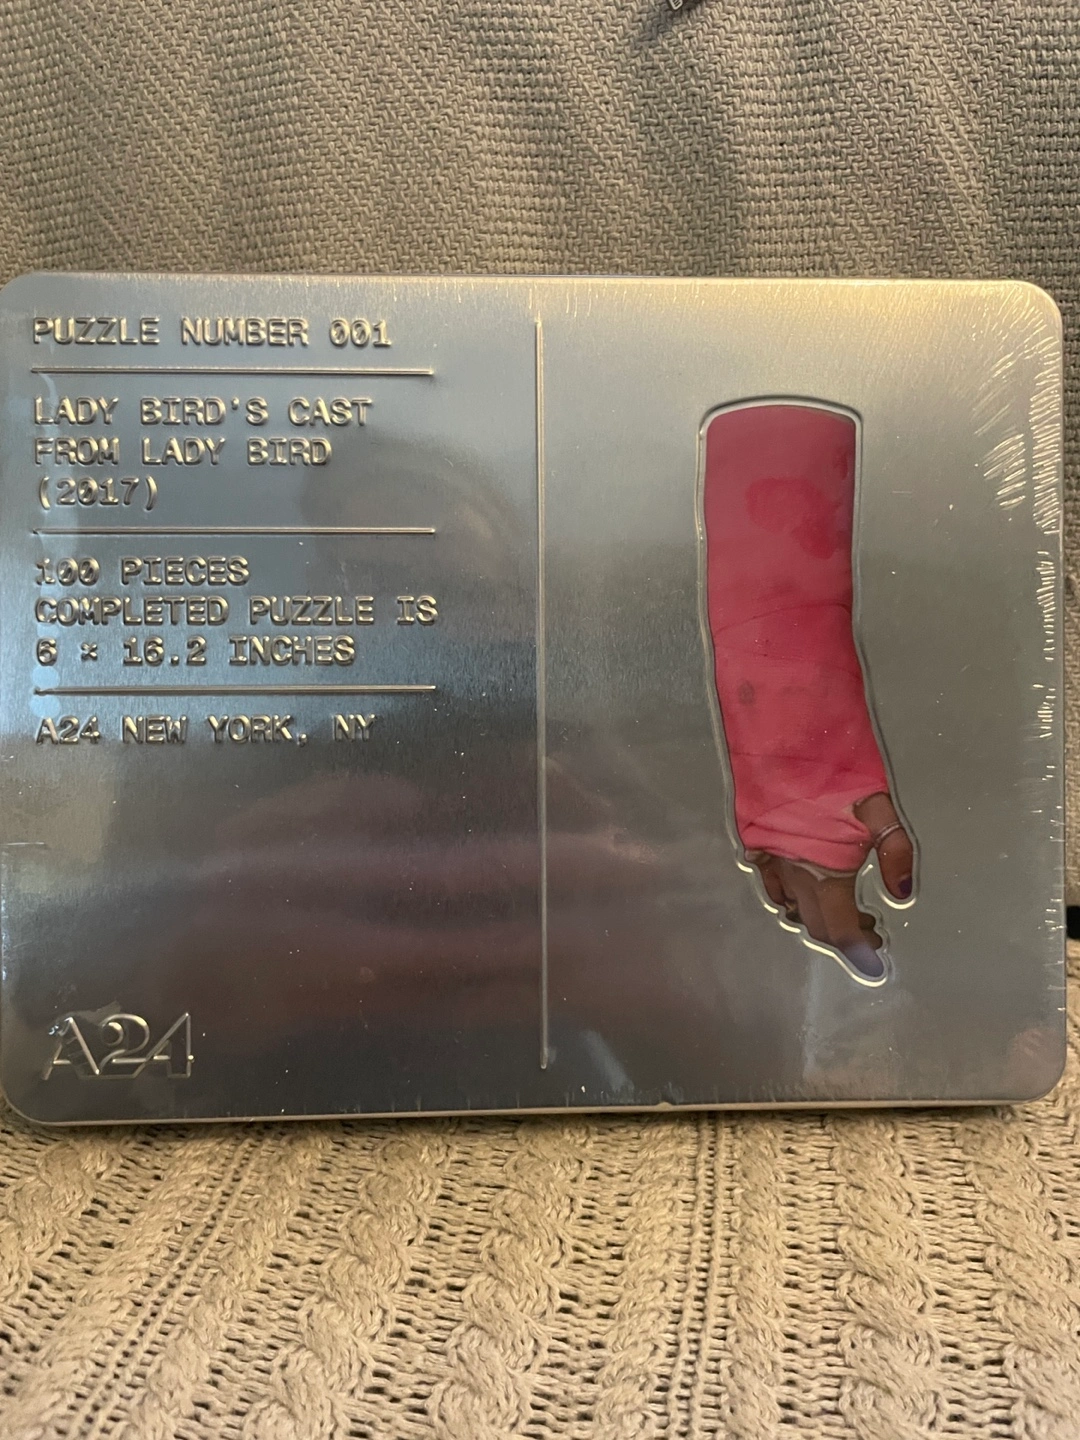 PUZZLE NUMBER 001
LADY BIRD'S CAST
FROM LADY BIRD
(2017)
100 PIECES
COMPLETED PUZZLE IS
6 × 16.2 INCHES
A24 NEW YORK, NY
A24